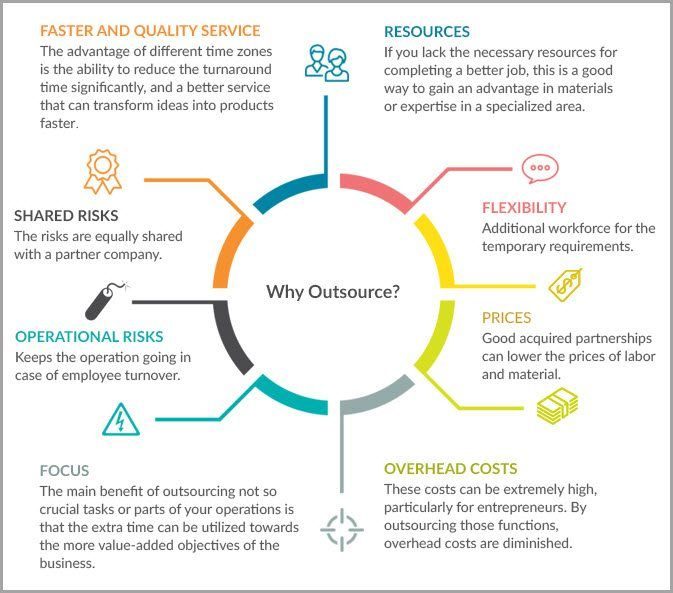 FASTER AND QUALITY SERVICE
The advantage of different time zones
is the ability to reduce the turnaround
time significantly, and a better service
that can transform ideas into products
faster.
RESOURCES
If you lack the necessary resources for
completing a better job, this is a good
way to gain an advantage in materials
or expertise in a specialized area.
SHARED RISKS
The risks are equally shared
with a partner company.
FLEXIBILITY
Additional workforce for the
temporary requirements.
Why Outsource?
OPERATIONAL RISKS
Keeps the operation going in
case of employee turnover.
PRICES
Good acquired partnerships
can lower the prices of labor
and material.
FOCUS
The main benefit of outsourcing not so
crucial tasks or parts of your operations is
that the extra time can be utilized towards
the more value-added objectives of the
business.
OVERHEAD COSTS
These costs can be extremely high,
particularly for entrepreneurs. By
outsourcing those functions,
overhead costs are diminished.